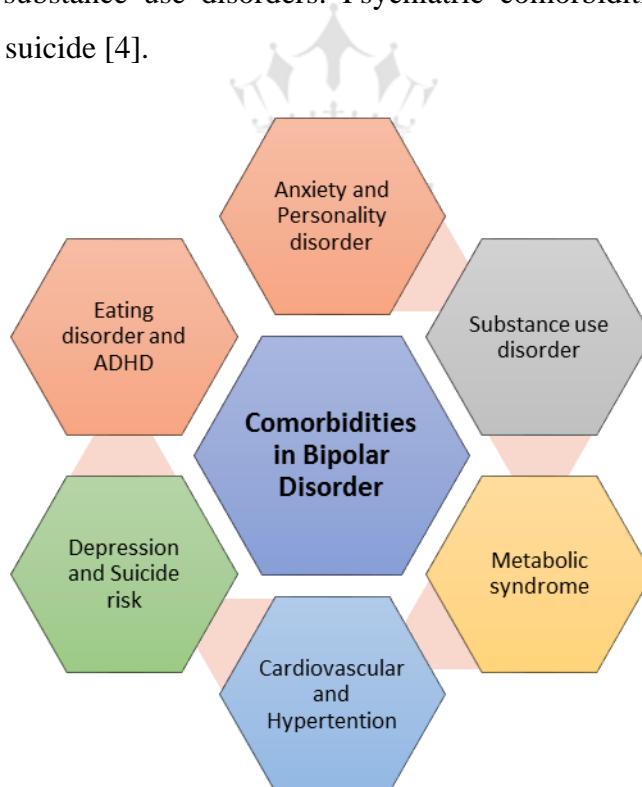 substance use disorders. Psychiatric comorbiditi
suicide [4].
Anxiety and
Personality
disorder
Eating
disorder and
ADHD
Substance use
disorder
Comorbidities
in Bipolar
Disorder
Depression
and Suicide
risk
Metabolic
syndrome
Cardiovascular
and
Hypertention